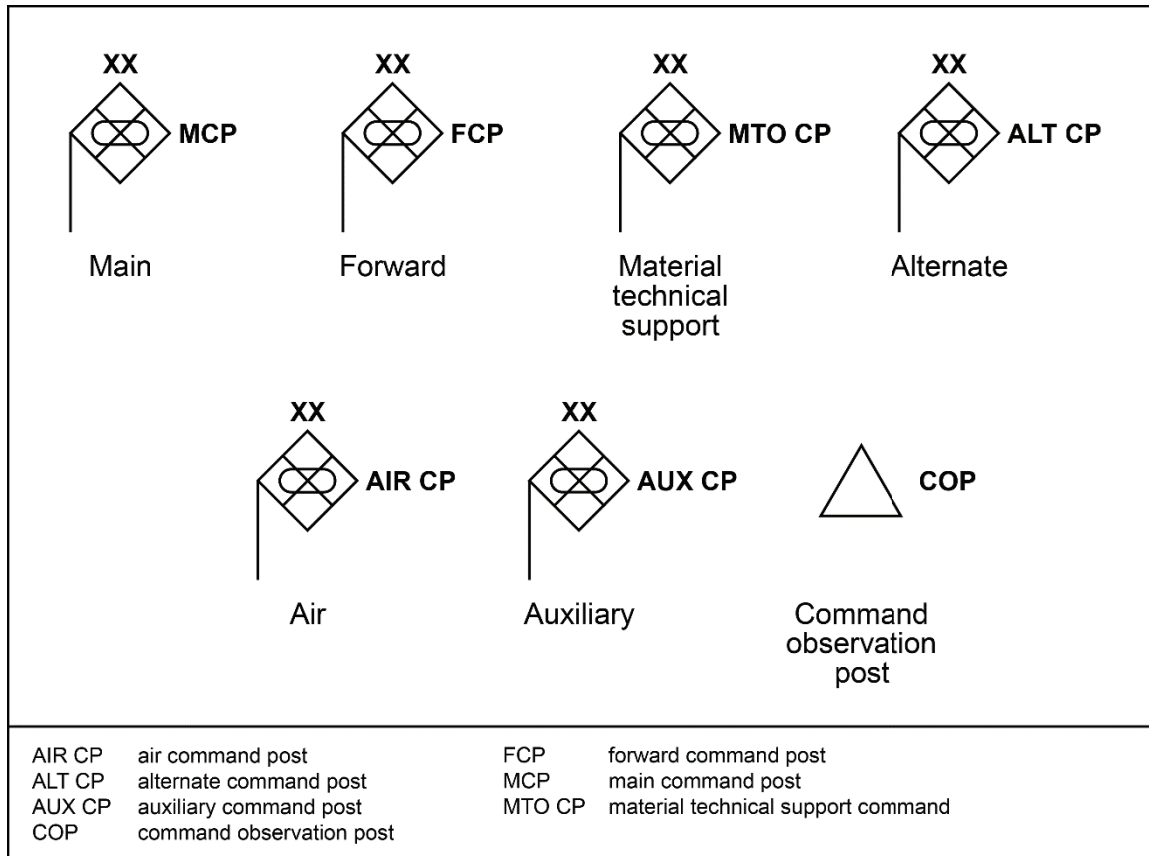 XX XX XX XX
MCP FCP MTO CP ALT CP
Main Forward Material Alternate
technical
support
XX XX
AIR CP AUX CP COP
Air Auxiliary Command
observation
post
AIR CP air command post
ALT CP alternate command post
AUX CP auxiliary command post
COP command observation post
FCP forward command post
MCP main command post
MTO CP material technical support command